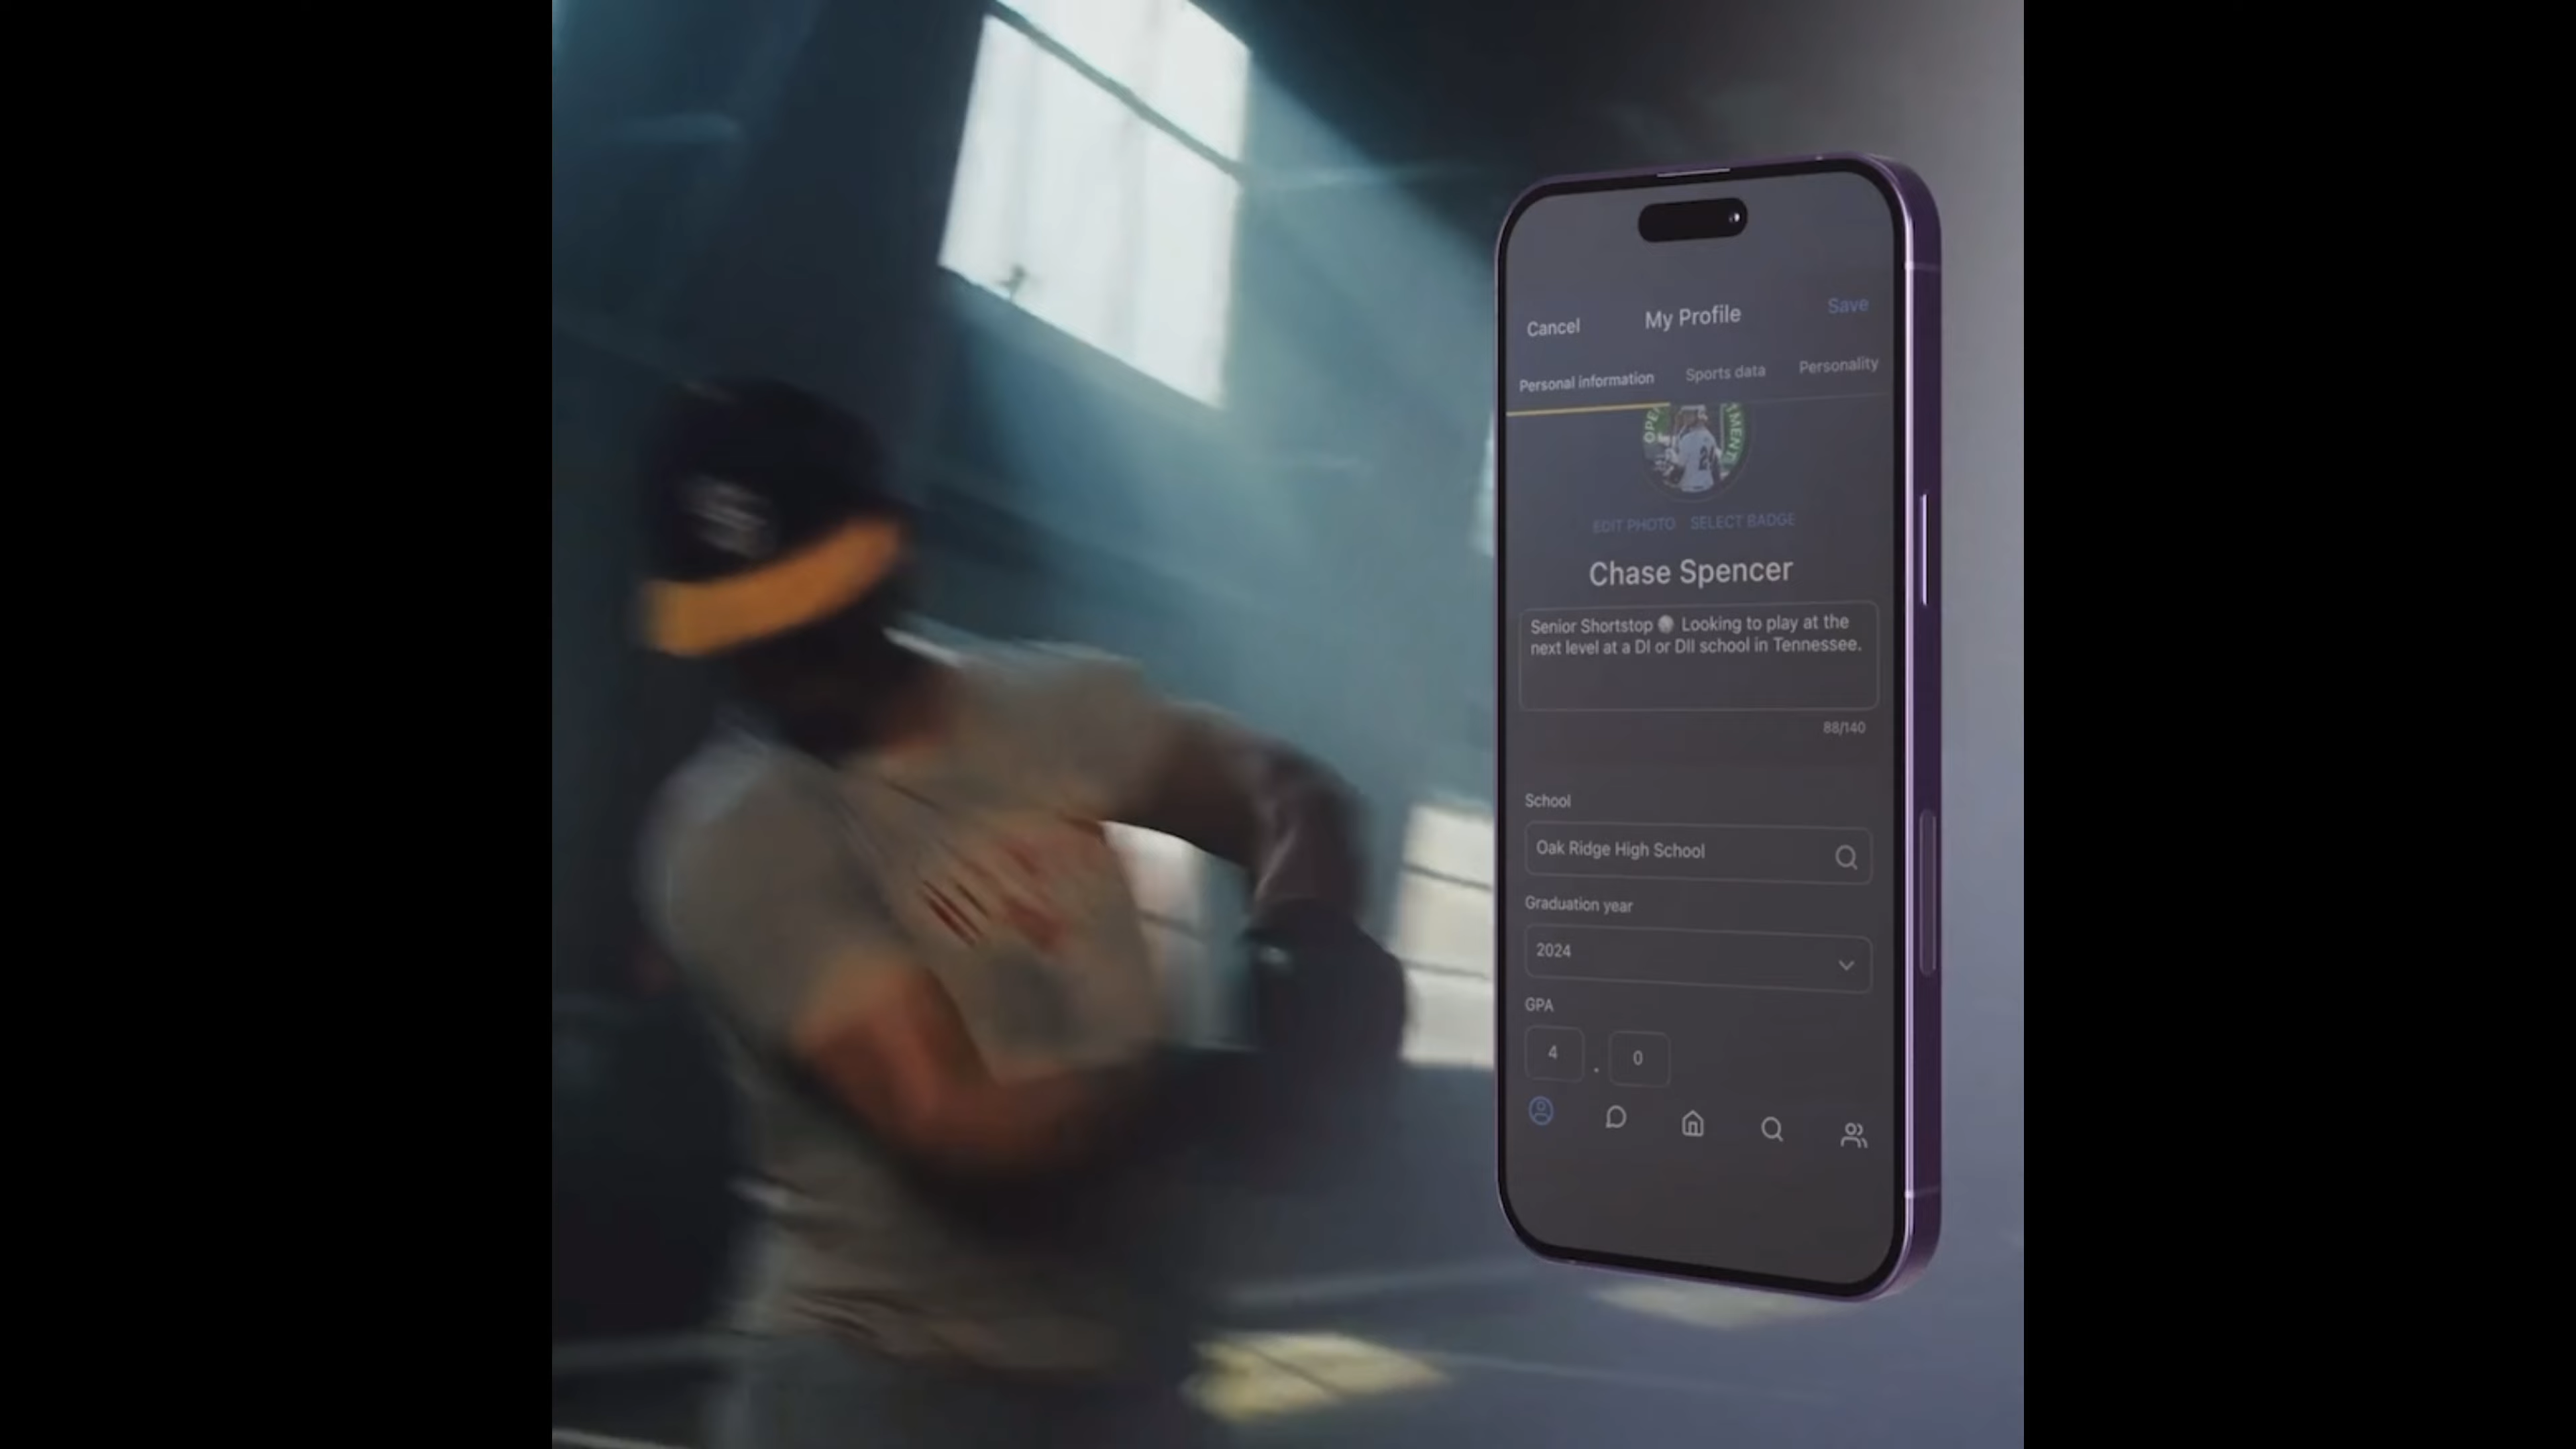 Cancel
My Profile
Save
Personal information
Sports data
Personality
EDIT PHOTO
SELECT BADGE
Chase Spencer
Senior Shortstop ⚾ Looking to play at the
next level at a DI or DII school in Tennessee.
88/140
School
Oak Ridge High School
Graduation year
2024
GPA
4 . 0